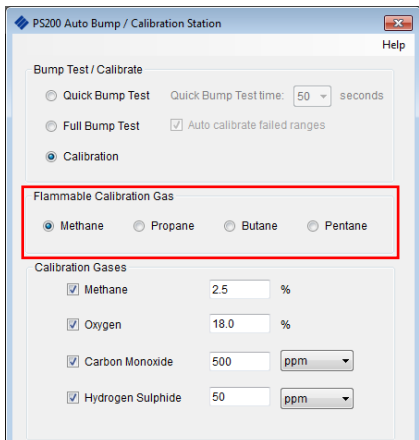 PS200 Auto Bump / Calibration Station
Help
Bump Test / Calibrate
Quick Bump Test Quick Bump Test time: 50 seconds
Full Bump Test Auto calibrate failed ranges
Calibration
Flammable Calibration Gas
Methane Propane Butane Pentane
Calibration Gases
Methane 2.5 %
Oxygen 18.0 %
Carbon Monoxide 500 ppm
Hydrogen Sulphide 50 ppm